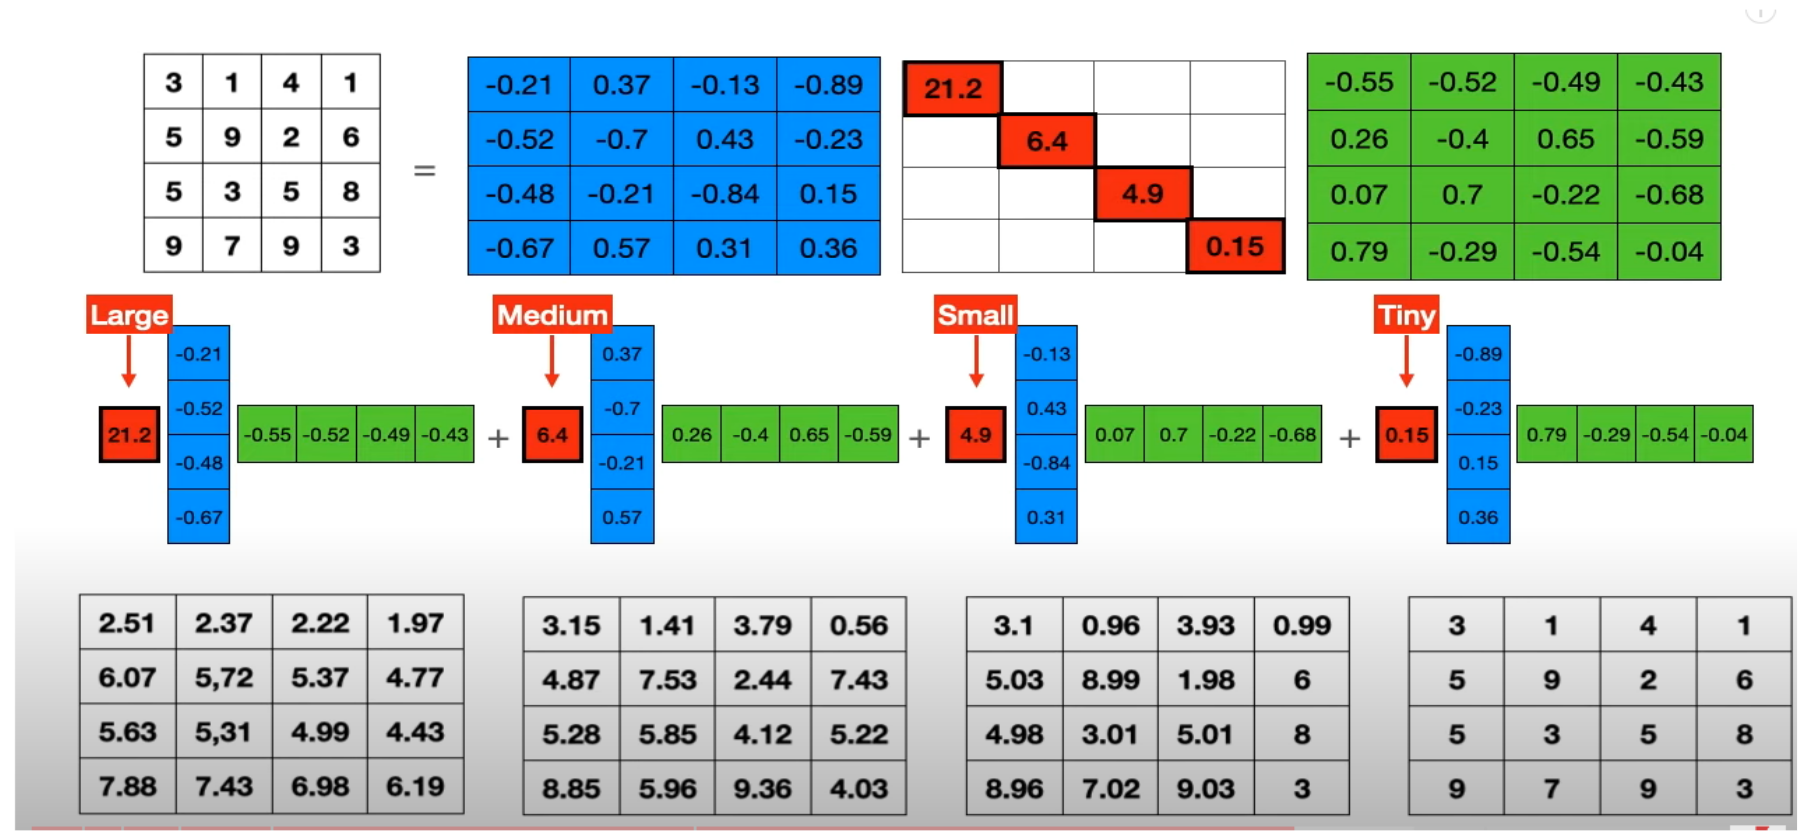 3 1 4 1 -0.21 0.37 -0.13 -0.89 21.2 -0.55 -0.52 -0.49 -0.43
5 9 2 6 -0.52 -0.7 0.43 -0.23 6.4 0.26 -0.4 0.65 -0.59
=
5 3 5 8 -0.48 -0.21 -0.84 0.15 4.9 0.07 0.7 -0.22 -0.68
9 7 9 3 -0.67 0.57 0.31 0.36 0.15 0.79 -0.29 -0.54 -0.04
Large Medium Small Tiny
-0.21 0.37 -0.13 -0.89
-0.52 -0.7 0.43 -0.23
21.2 -0.55 -0.52 -0.49 -0.43 + 6.4 0.26 -0.4 0.65 -0.59 + 4.9 0.07 0.7 -0.22 -0.68 + 0.15 0.79 -0.29 -0.54 -0.04
-0.48 -0.21 -0.84 0.15
-0.67 0.57 0.31 0.36
2.51 2.37 2.22 1.97 3.15 1.41 3.79 0.56 3.1 0.96 3.93 0.99 3 1 4 1
6.07 5,72 5.37 4.77 4.87 7.53 2.44 7.43 5.03 8.99 1.98 6 5 9 2 6
5.63 5,31 4.99 4.43 5.28 5.85 4.12 5.22 4.98 3.01 5.01 8 5 3 5 8
7.88 7.43 6.98 6.19 8.85 5.96 9.36 4.03 8.96 7.02 9.03 3 9 7 9 3